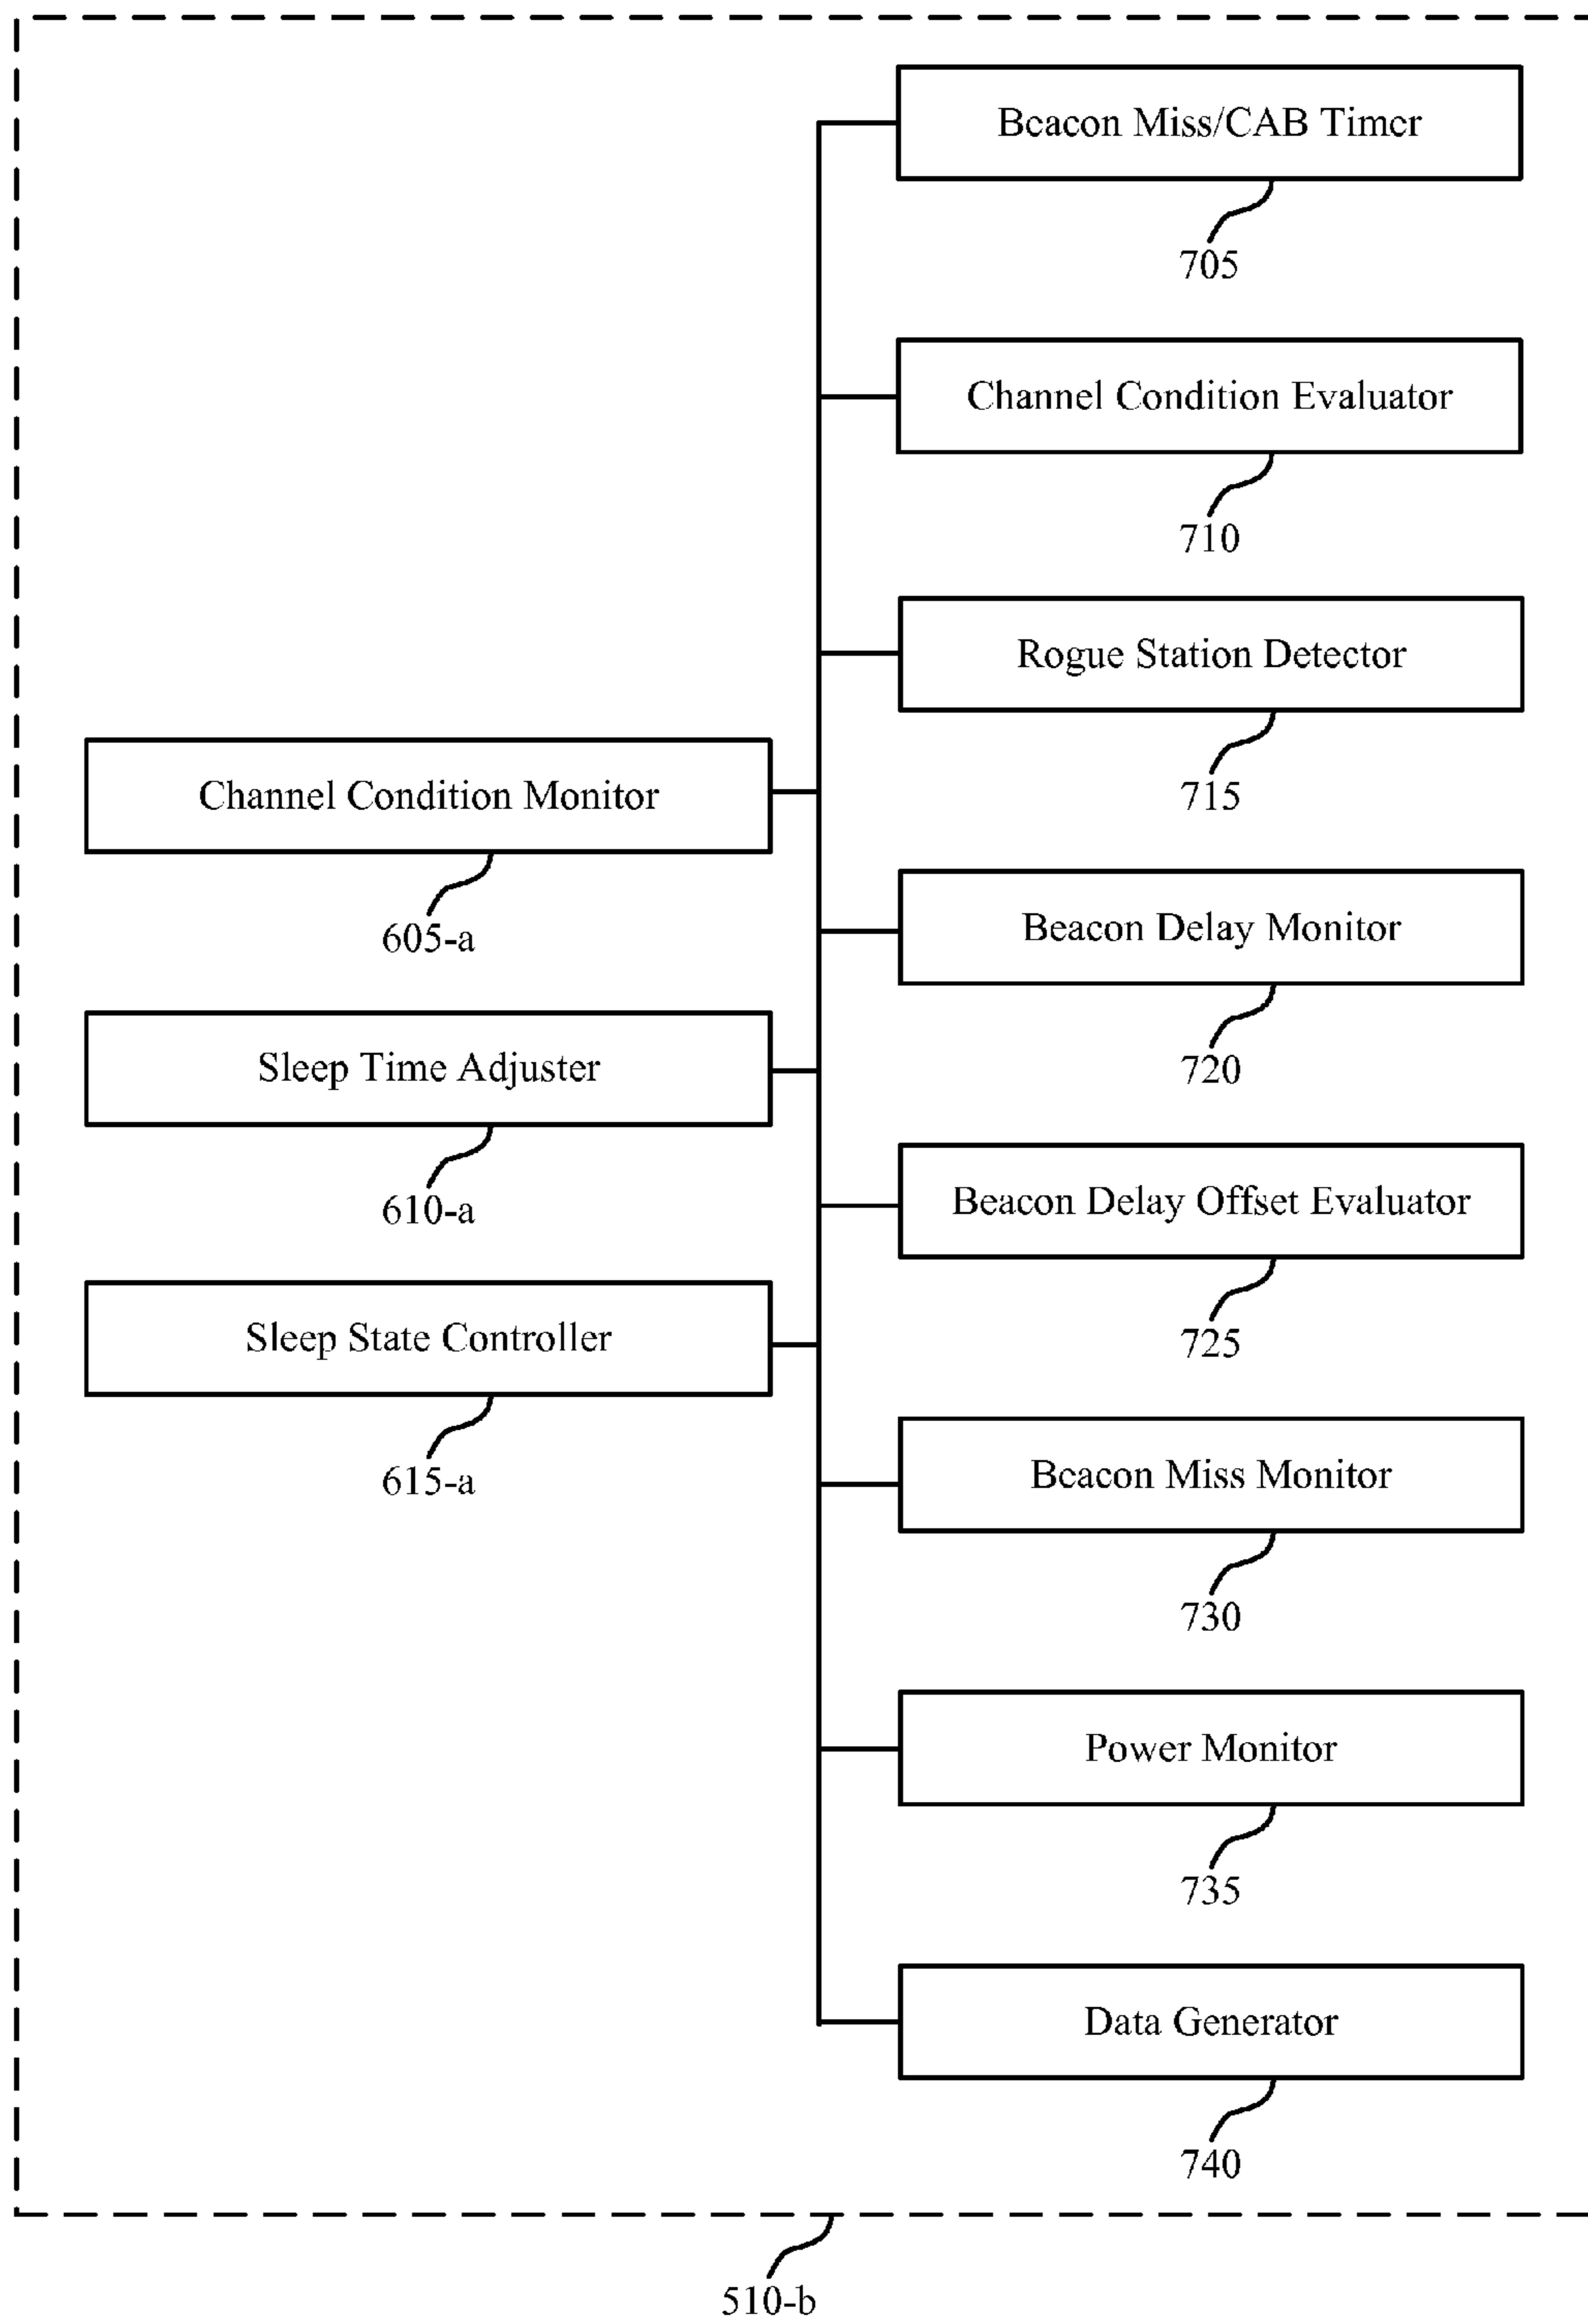 Beacon Miss/CAB Timer
705
Channel Condition Evaluator
710
Rogue Station Detector
715
Channel Condition Monitor
605-a
Beacon Delay Monitor
720
Sleep Time Adjuster
610-a
Beacon Delay Offset Evaluator
725
Sleep State Controller
615-a
Beacon Miss Monitor
730
Power Monitor
735
Data Generator
740
510-b